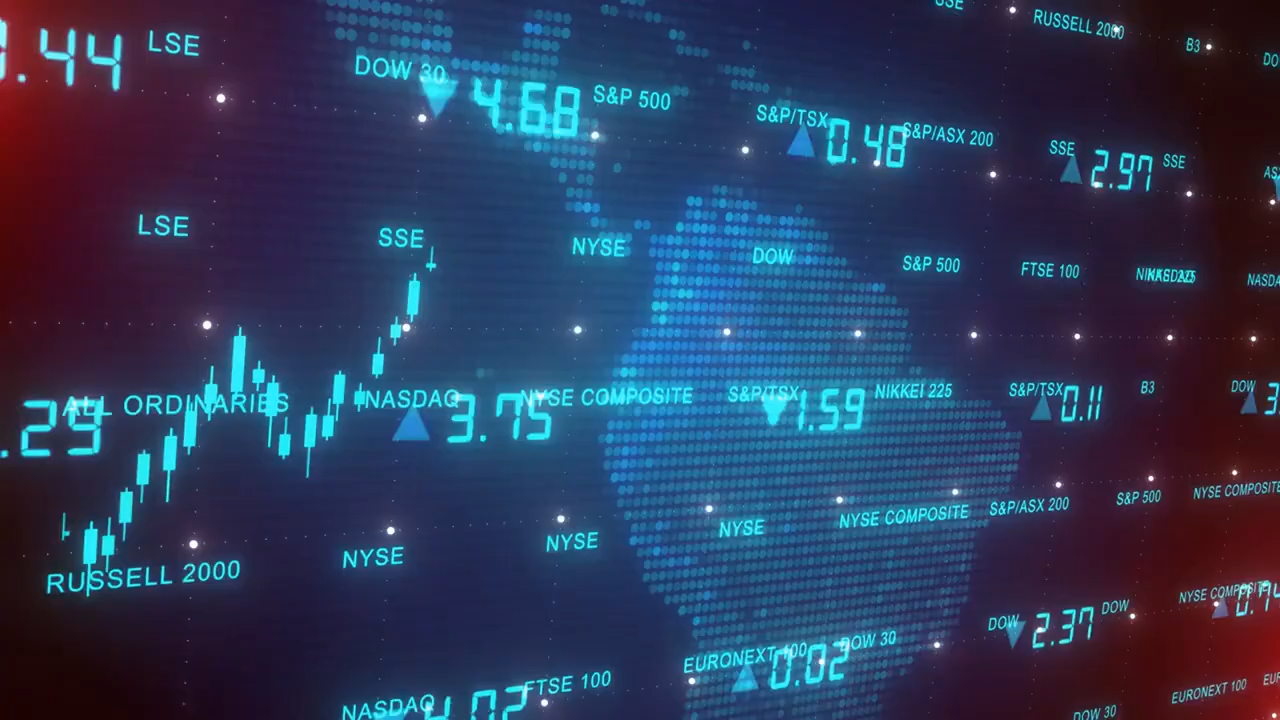 SSE
RUSSELL 2000
B3
.44 LSE
DOW 30
4.68 S&P 500
S&P/TSX
0.48 S&P/ASX 200
SSE
2.97 SSE
LSE
SSE
NYSE
DOW
S&P 500
FTSE 100
.29 ALL ORDINARIES
NASDAQ
3.75 NYSE COMPOSITE
S&P/TSX
1.59 NIKKEI 225
S&P/TSX
0.11 B3
DOW
RUSSELL 2000
NYSE
NYSE
NYSE
NYSE COMPOSITE
S&P/ASX 200
S&P 500
NYSE COMPOSITE
NASDAQ
4.02 FTSE 100
EURONEXT 100
0.02 DOW 30
DOW
2.37 DOW
NYSE COMPOSITE
DOW 30
EURONEXT 100